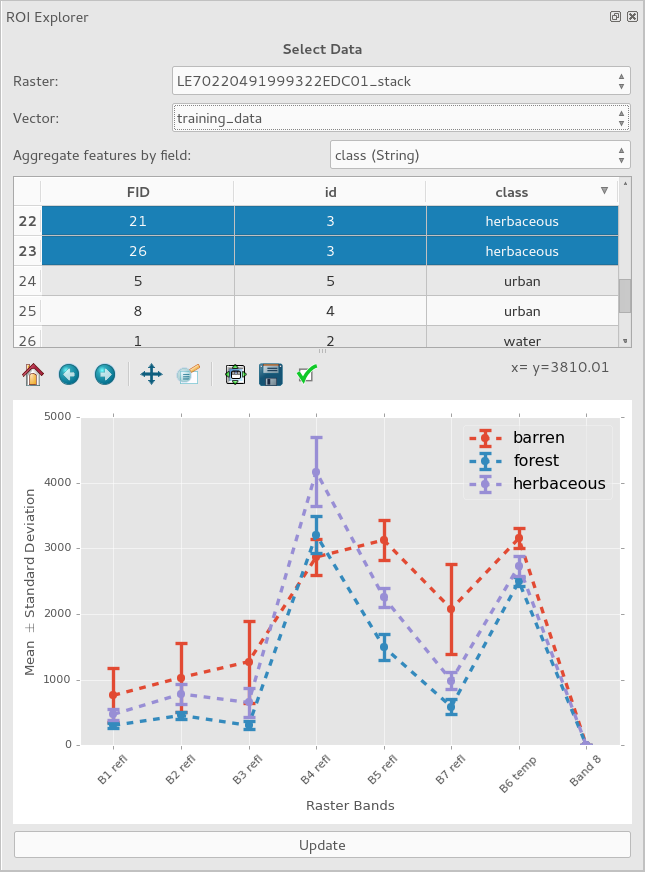 ROI Explorer
Select Data
Raster: LE70220491999322EDC01_stack
Vector: training_data
Aggregate features by field: class (String)
FID id class
22 21 3 herbaceous
23 26 3 herbaceous
24 5 5 urban
25 8 4 urban
26 1 2 water
x= y=3810.01
5000
4000
3000
2000
1000
0
Mean ± Standard Deviation
barren
forest
herbaceous
B1 refl B2 refl B3 refl B4 refl B5 refl B7 refl B6 temp Band 8
Raster Bands
Update